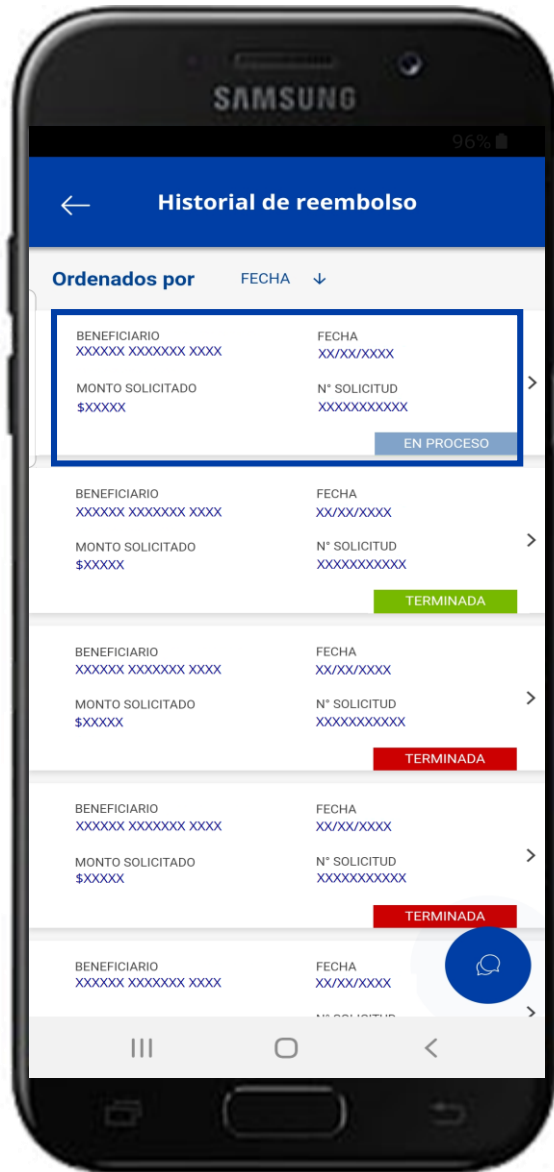 SAMSUNG
96%
Historial de reembolso
Ordenados por FECHA
BENEFICIARIO FECHA
XXXXXX XXXXXXX XXXX XX/XX/XXXX
MONTO SOLICITADO N° SOLICITUD
$XXXXX XXXXXXXXXXX
EN PROCESO
BENEFICIARIO FECHA
XXXXXX XXXXXXX XXXX XX/XX/XXXX
MONTO SOLICITADO N° SOLICITUD
$XXXXX XXXXXXXXXXX
TERMINADA
BENEFICIARIO FECHA
XXXXXX XXXXXXX XXXX XX/XX/XXXX
MONTO SOLICITADO N° SOLICITUD
$XXXXX XXXXXXXXXXX
TERMINADA
BENEFICIARIO FECHA
XXXXXX XXXXXXX XXXX XX/XX/XXXX
MONTO SOLICITADO N° SOLICITUD
$XXXXX XXXXXXXXXXX
TERMINADA
BENEFICIARIO FECHA
XXXXXX XXXXXXX XXXX XX/XX/XXXX